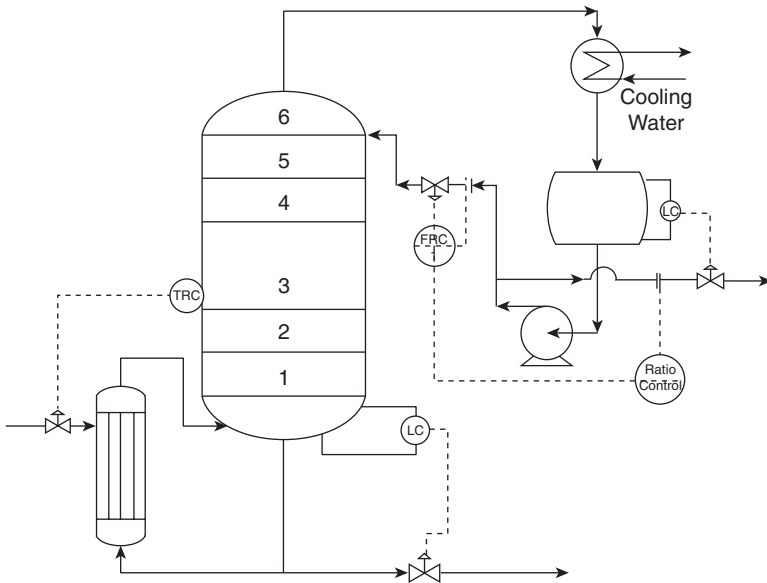 6
Cooling
Water
5
4
LC
FRC
3
TRC
2
Ratio
Control
1
LC